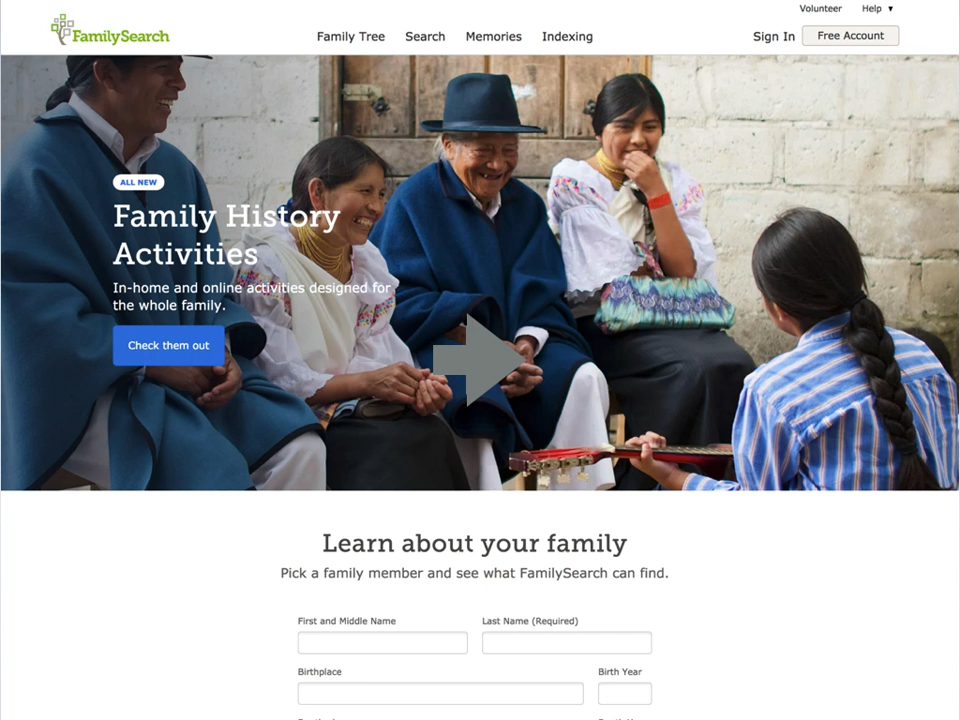 Volunteer Help ▼
FamilySearch
Family Tree Search Memories Indexing
Sign In Free Account
ALL NEW
Family History
Activities
In-home and online activities designed for
the whole family.
Check them out
Learn about your family
Pick a family member and see what FamilySearch can find.
First and Middle Name Last Name (Required)
Birthplace Birth Year